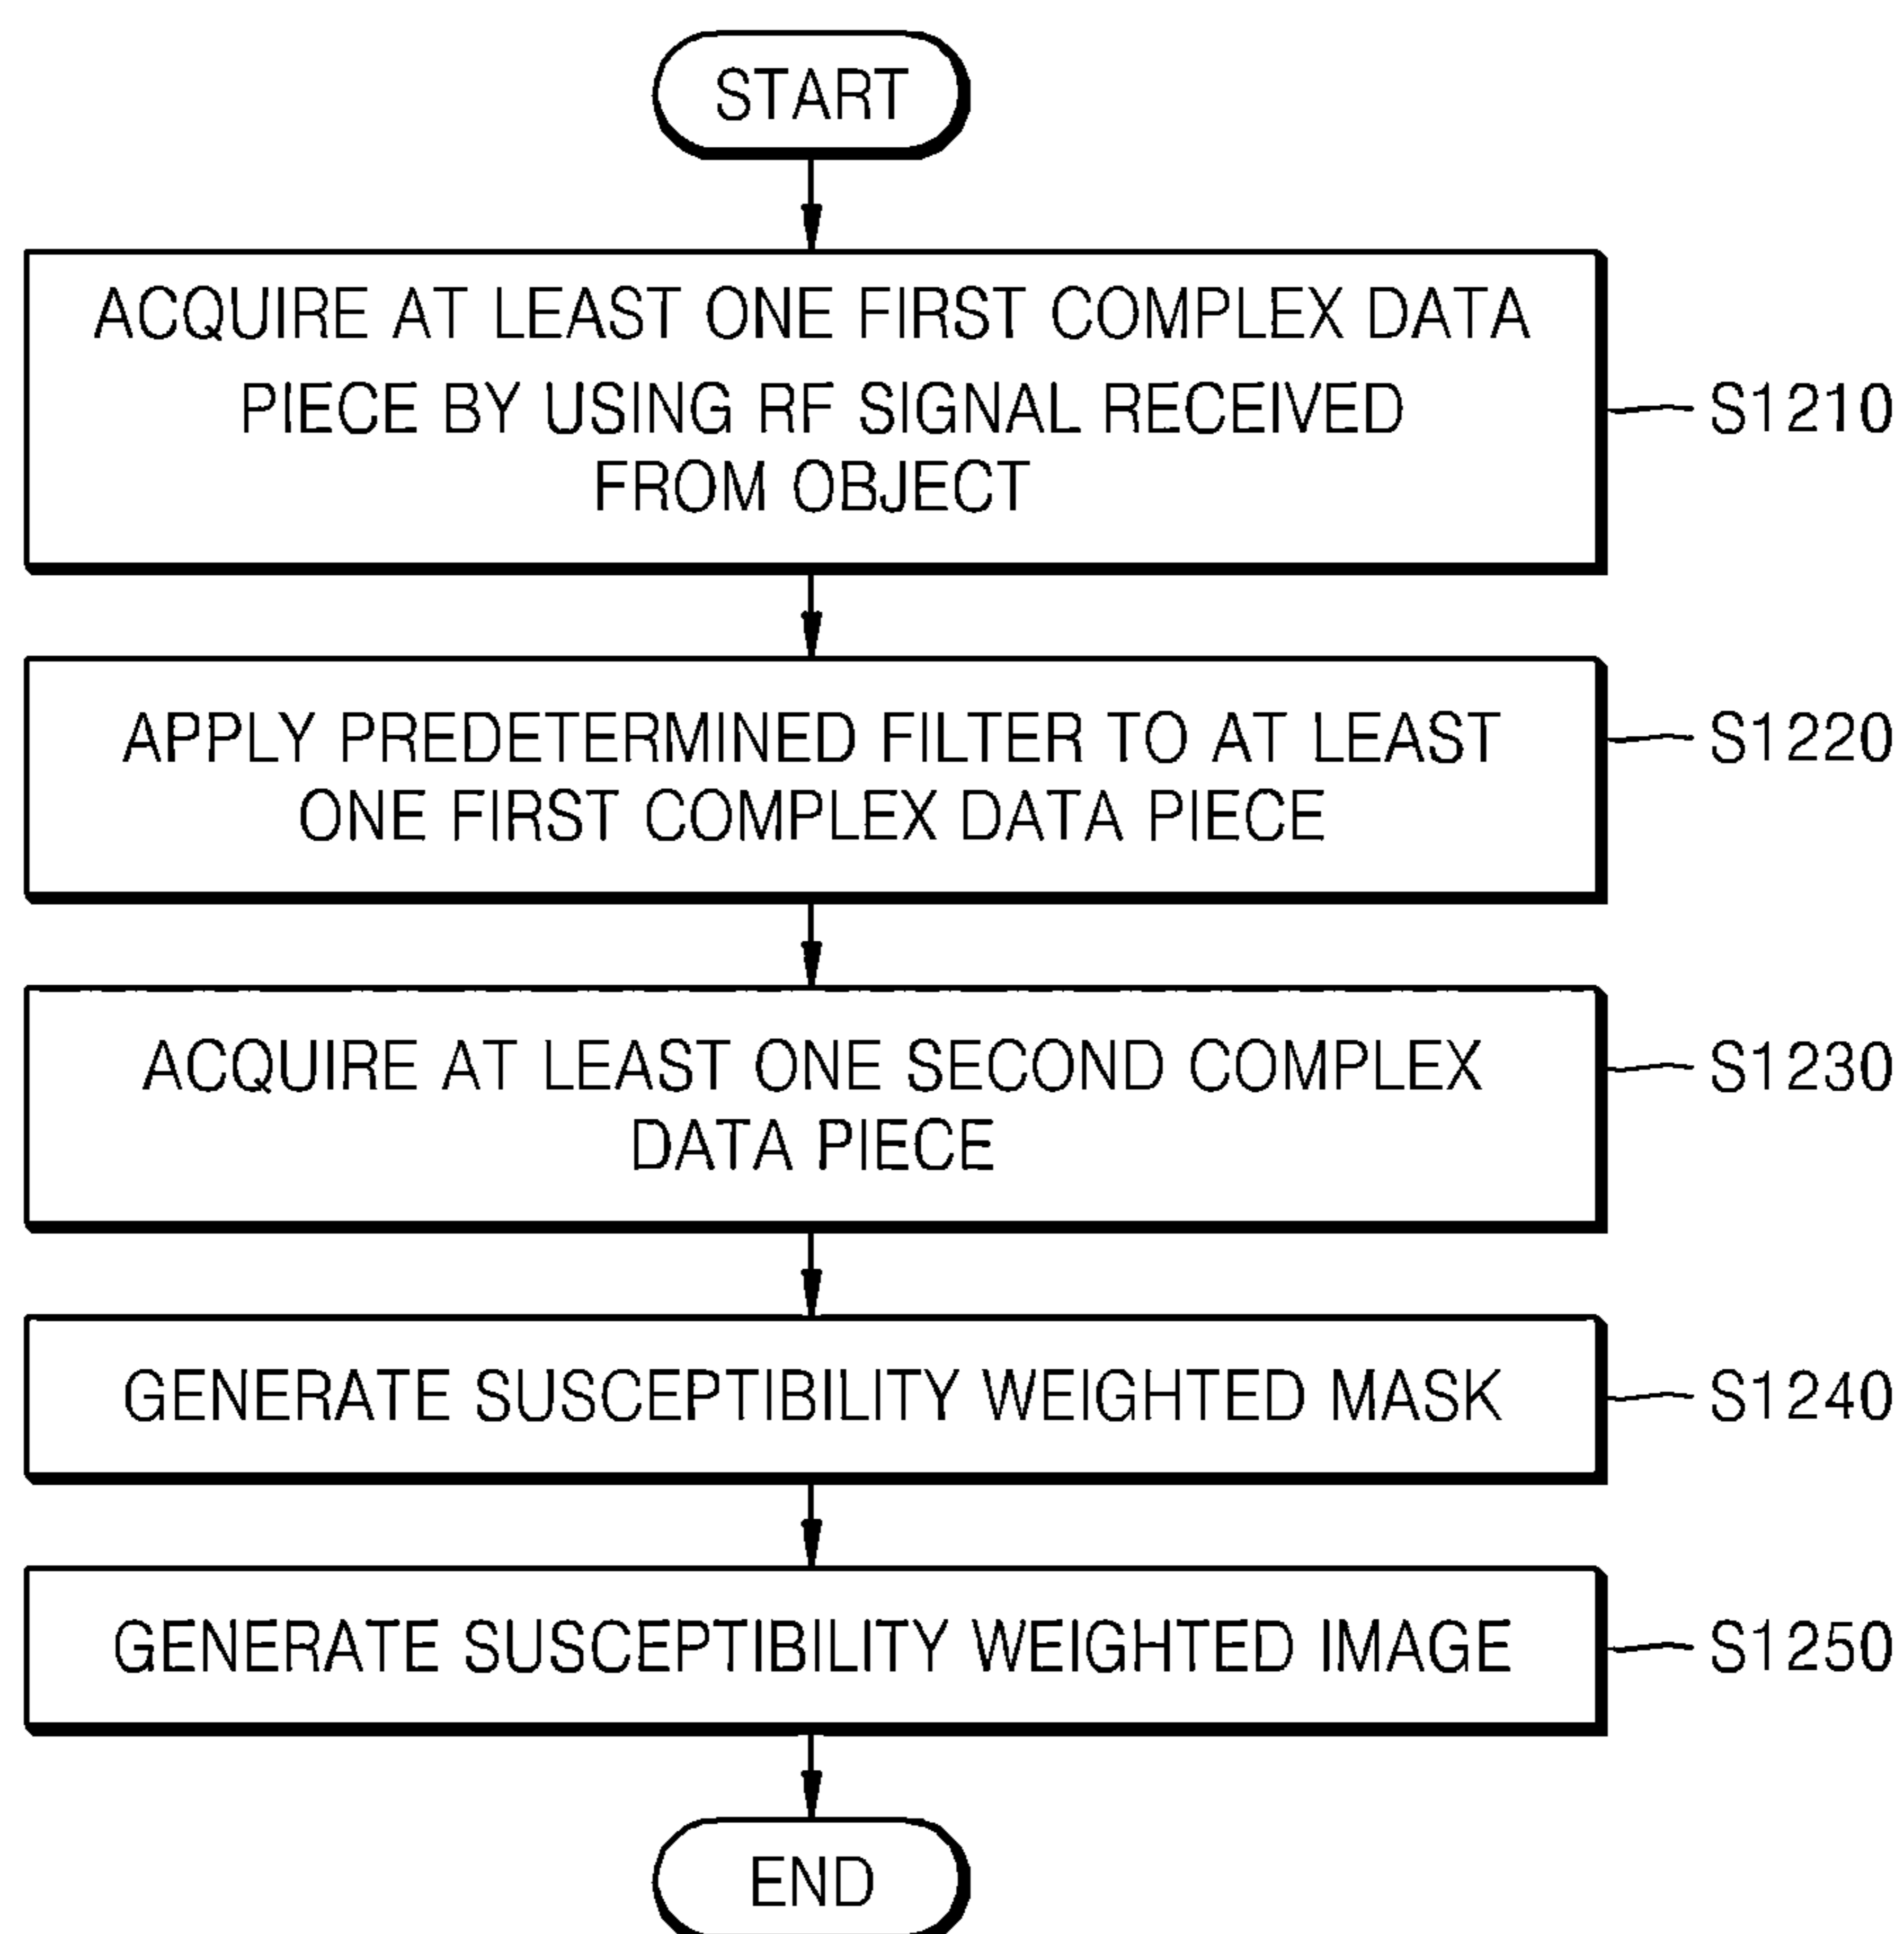 START
ACQUIRE AT LEAST ONE FIRST COMPLEX DATA
PIECE BY USING RF SIGNAL RECEIVED
FROM OBJECT
S1210
APPLY PREDETERMINED FILTER TO AT LEAST
ONE FIRST COMPLEX DATA PIECE
S1220
ACQUIRE AT LEAST ONE SECOND COMPLEX
DATA PIECE
S1230
GENERATE SUSCEPTIBILITY WEIGHTED MASK
S1240
GENERATE SUSCEPTIBILITY WEIGHTED IMAGE
S1250
END